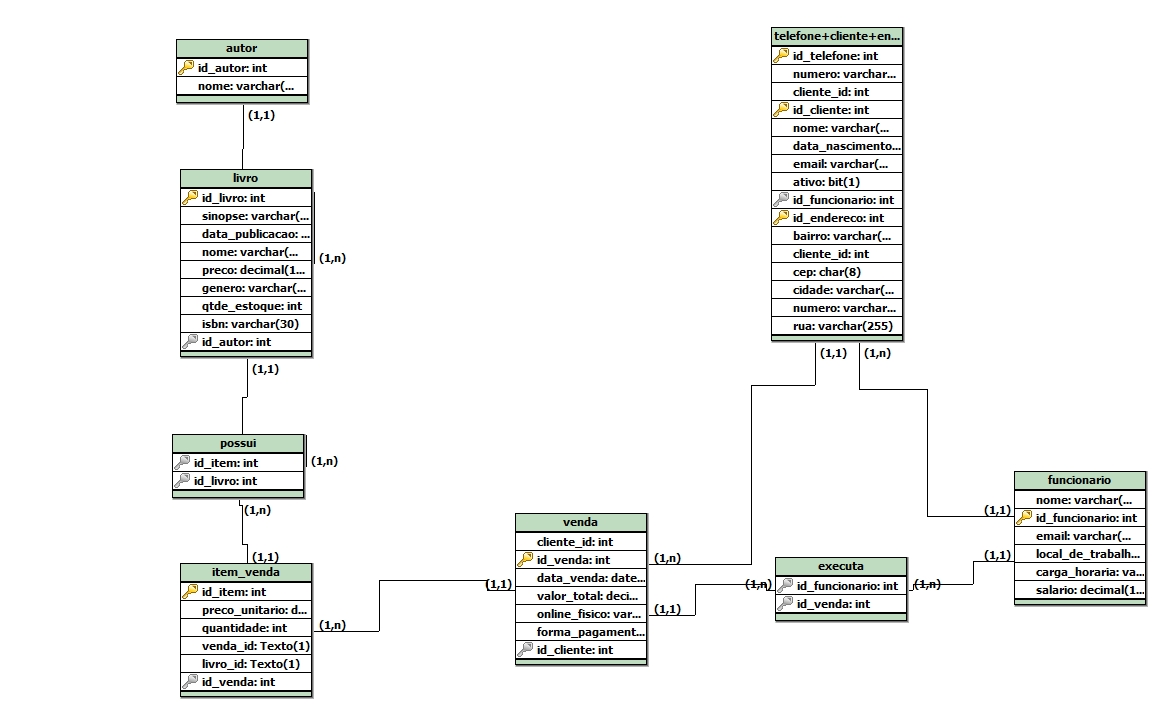 autor
id_autor: int
nome: varchar(...
(1,1)
livro
id_livro: int
sinopse: varchar(...
data_publicacao: ...
nome: varchar(...
preco: decimal(1...
genero: varchar(...
qtde_estoque: int
isbn: varchar(30)
id_autor: int
(1,n)
(1,1)
possui
id_item: int
id_livro: int
(1,n)
(1,n)
(1,1)
item_venda
id_item: int
preco_unitario: d...
quantidade: int
venda_id: Texto(1)
livro_id: Texto(1)
id_venda: int
(1,n)
(1,1)
venda
cliente_id: int
id_venda: int
data_venda: date...
valor_total: deci...
online_fisico: var...
forma_pagament...
id_cliente: int
(1,n)
(1,1)
telefone+cliente+en...
id_telefone: int
numero: varchar...
cliente_id: int
id_cliente: int
nome: varchar(...
data_nascimento...
email: varchar(...
ativo: bit(1)
id_funcionario: int
id_endereco: int
bairro: varchar(...
cliente_id: int
cep: char(8)
cidade: varchar(...
numero: varchar...
rua: varchar(255)
(1,1)
(1,n)
executa
id_funcionario: int
id_venda: int
(1,n)
(1,n)
(1,1)
(1,1)
funcionario
nome: varchar(...
id_funcionario: int
email: varchar(...
local_de_trabalh...
carga_horaria: va...
salario: decimal(1...